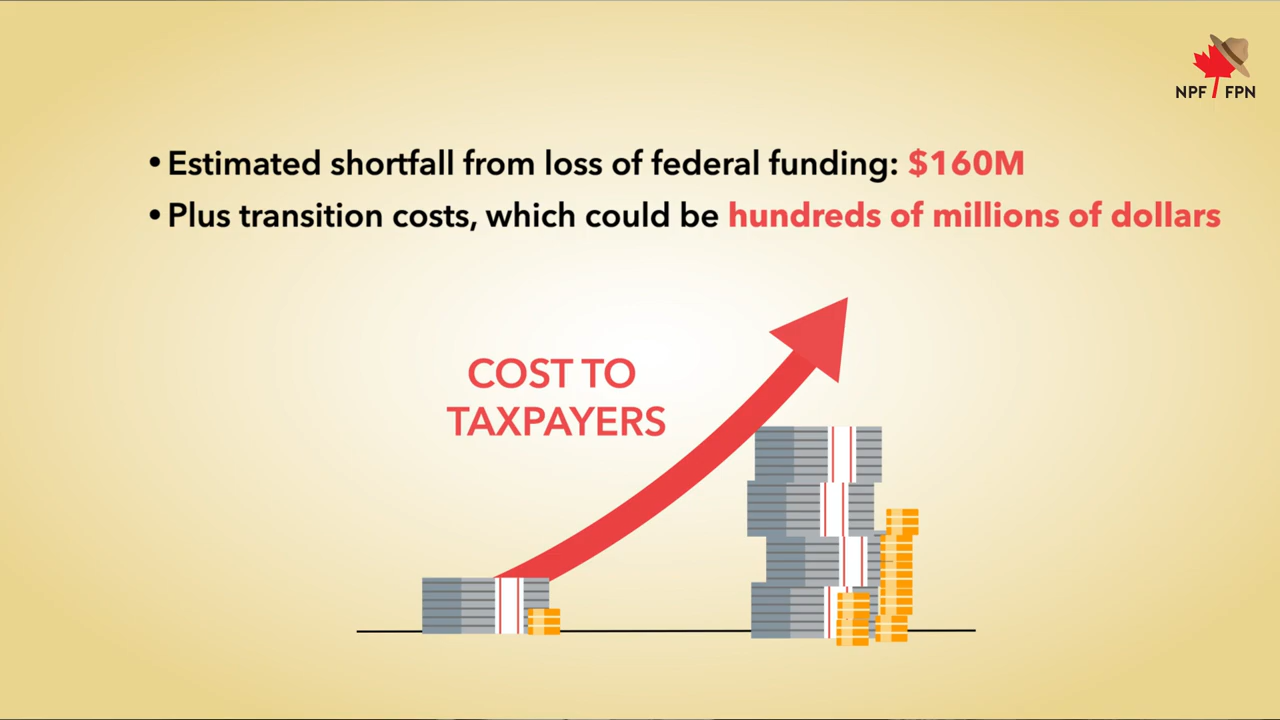 NPF FPN
• Estimated shortfall from loss of federal funding: $160M
• Plus transition costs, which could be hundreds of millions of dollars
COST TO
TAXPAYERS